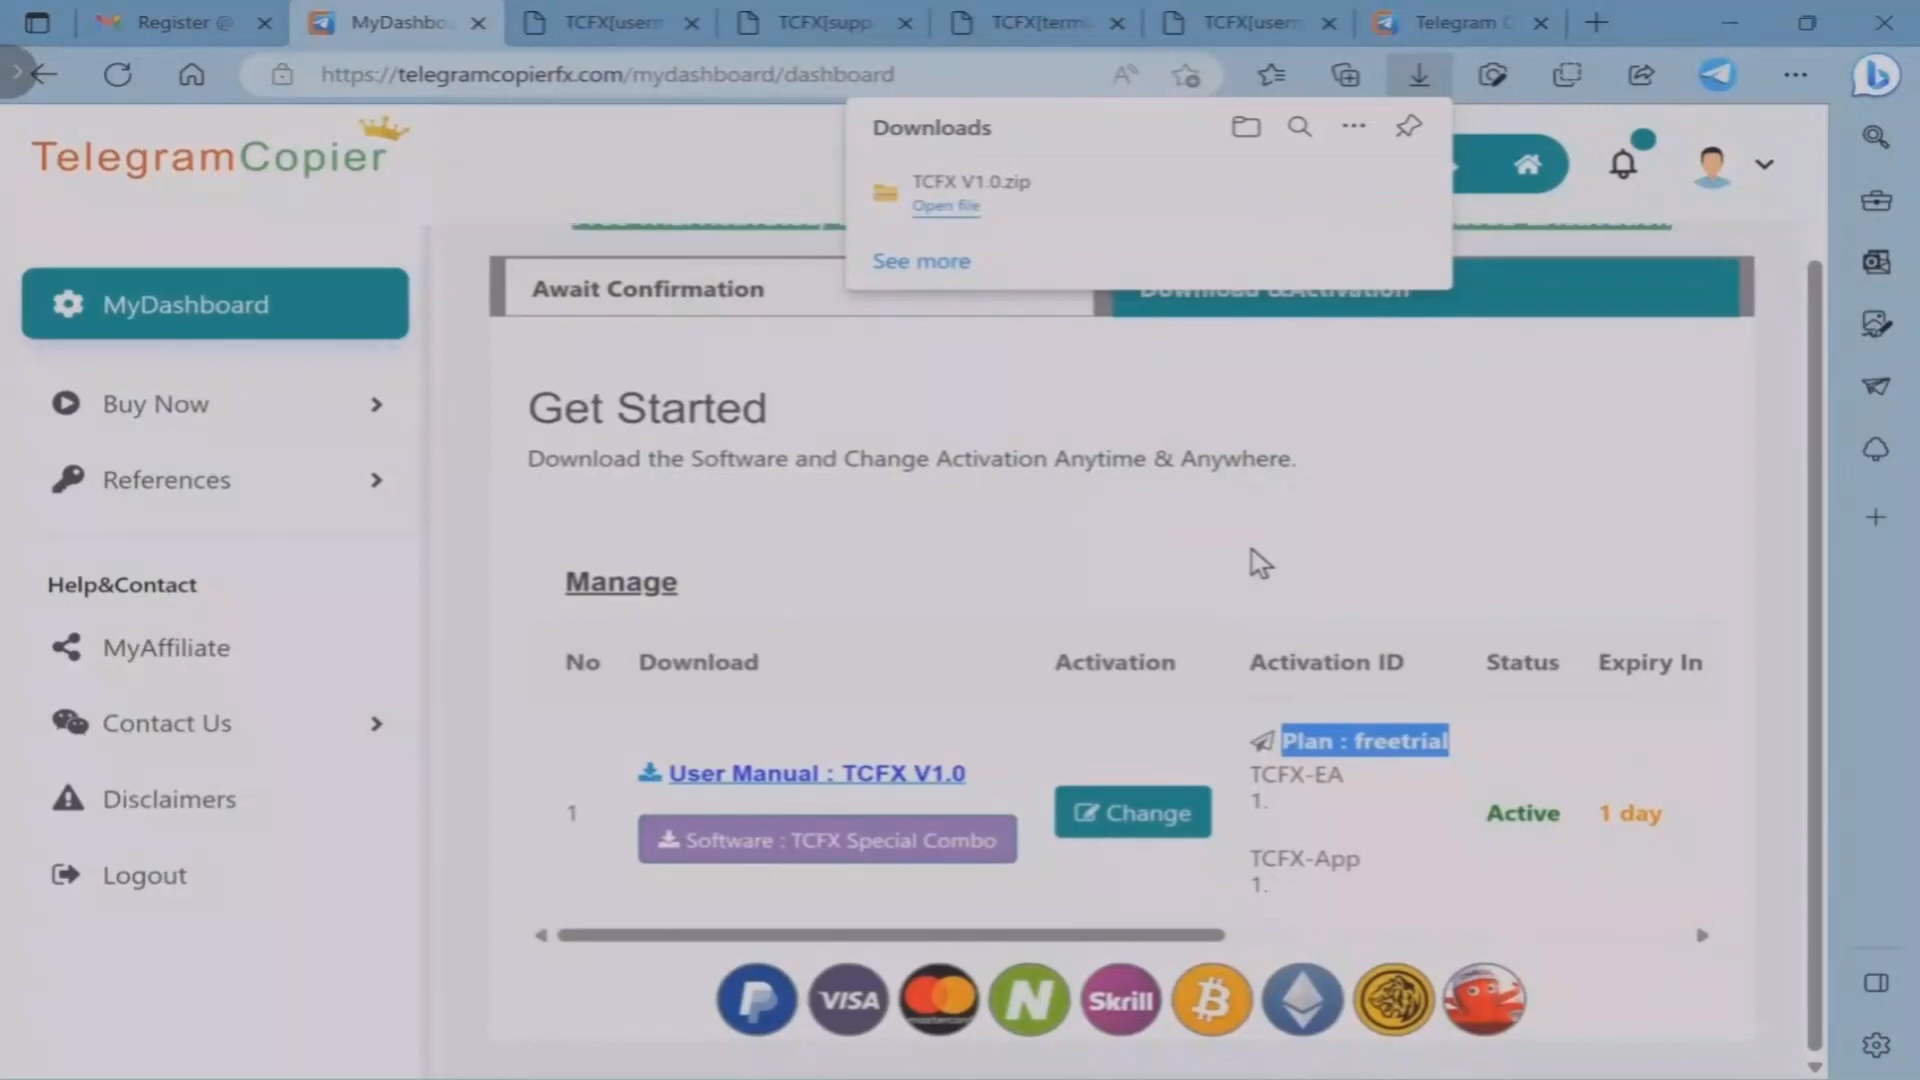 Register @
MyDashbo
TCFX[user
TCFX[supp
TCFX[term
TCFX[user
Telegram C
https://telegramcopierfx.com/mydashboard/dashboard
TelegramCopier
Downloads
TCFX V1.0.zip
Open file
See more
Await Confirmation
Download &Activation
MyDashboard
Buy Now
References
Help&Contact
MyAffiliate
Contact Us
Disclaimers
Logout
Get Started
Download the Software and Change Activation Anytime & Anywhere.
Manage
No Download Activation Activation ID Status Expiry In
Plan : freetrial
User Manual : TCFX V1.0
TCFX-EA
1.
1
Change
Active
1 day
Software : TCFX Special Combo
TCFX-App
1.
VISA
mastercard
N
Skrill